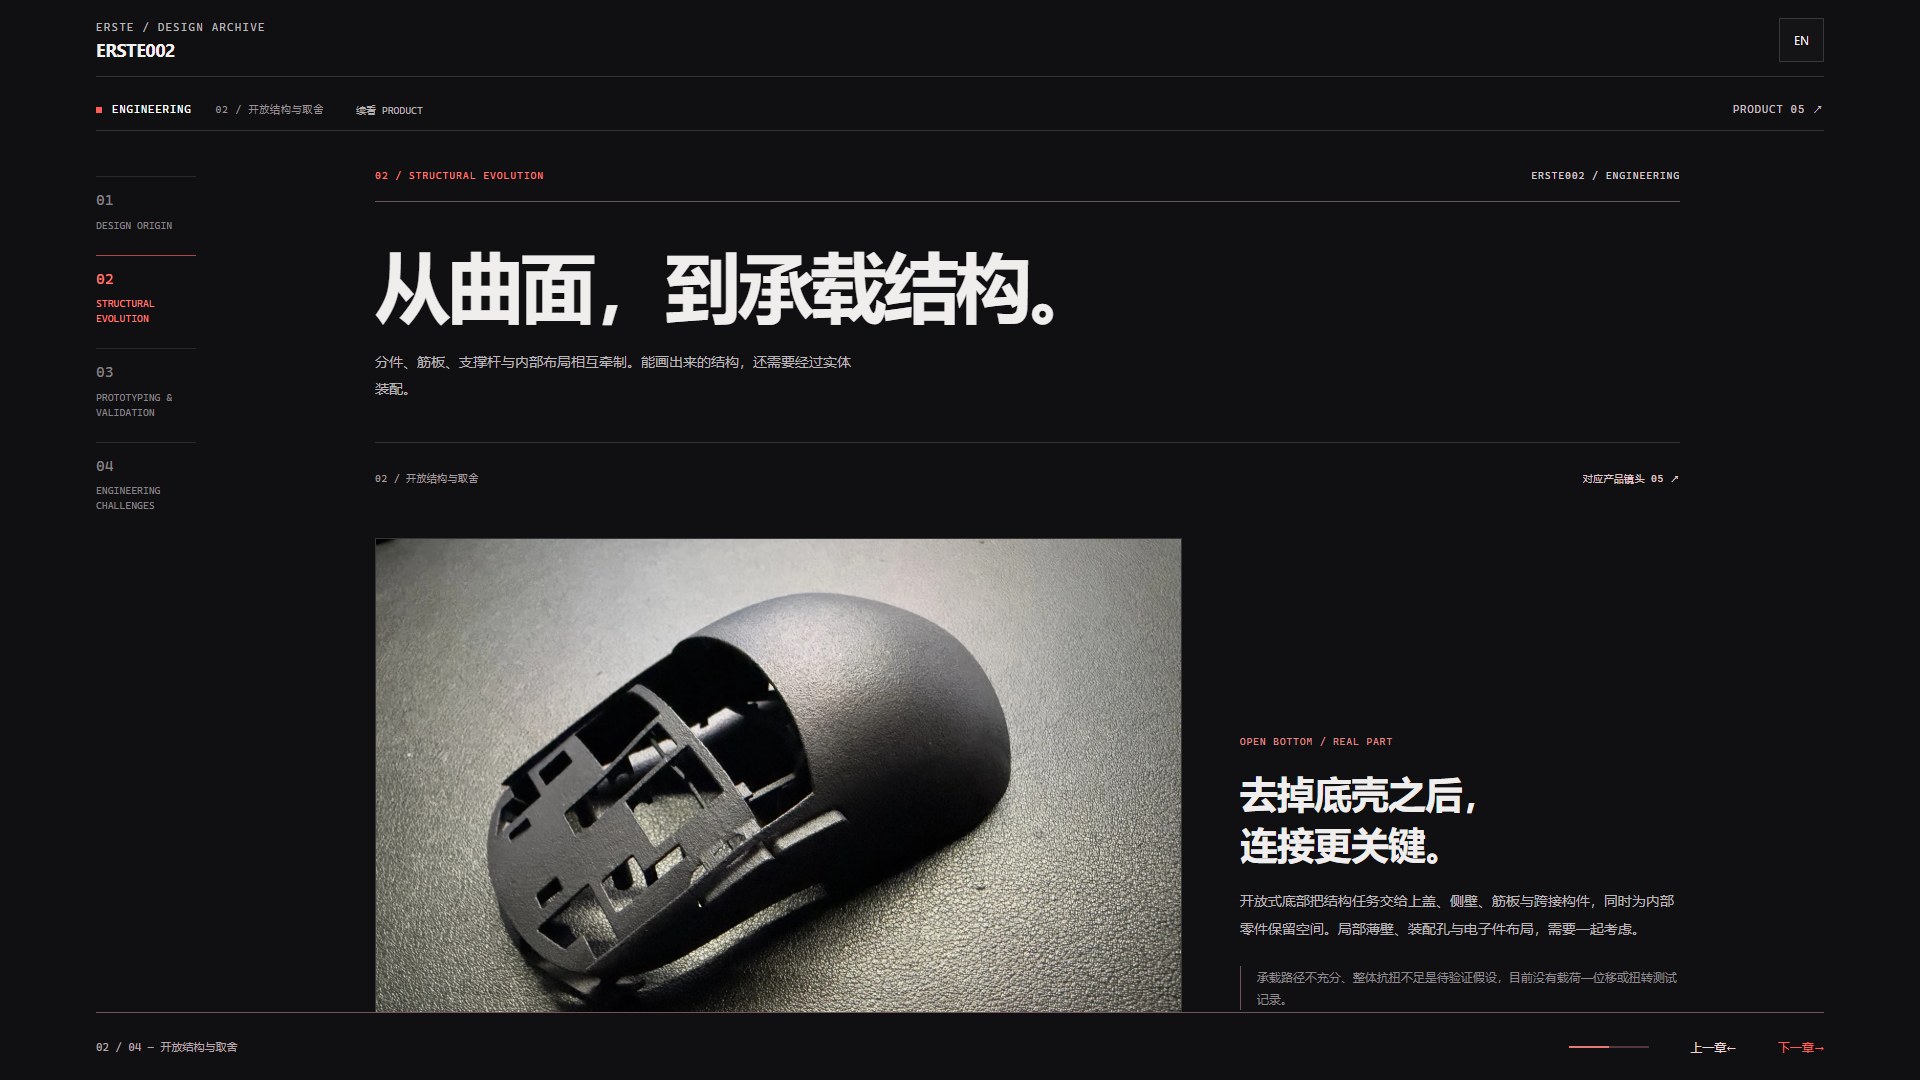 ERSTE / DESIGN ARCHIVE
ERSTE002
EN
ENGINEERING
02 / 开放结构与取舍
续看 PRODUCT
PRODUCT 05 ↗
01
DESIGN ORIGIN
02
STRUCTURAL
EVOLUTION
03
PROTOTYPING &
VALIDATION
04
ENGINEERING
CHALLENGES
02 / STRUCTURAL EVOLUTION
ERSTE002 / ENGINEERING
从曲面，到承载结构。
分件、筋板、支撑杆与内部布局相互牵制。能画出来的结构，还需要经过实体
装配。
02 / 开放结构与取舍
对应产品镜头 05 ↗
OPEN BOTTOM / REAL PART
去掉底壳之后，
连接更关键。
开放式底部把结构任务交给上盖、侧壁、筋板与跨接构件，同时为内部
零件保留空间。局部薄壁、装配孔与电子件布局，需要一起考虑。
承载路径不充分、整体抗扭不足是待验证假设，目前没有载荷—位移或扭转测试
记录。
02 / 04 — 开放结构与取舍
上一章←
下一章→